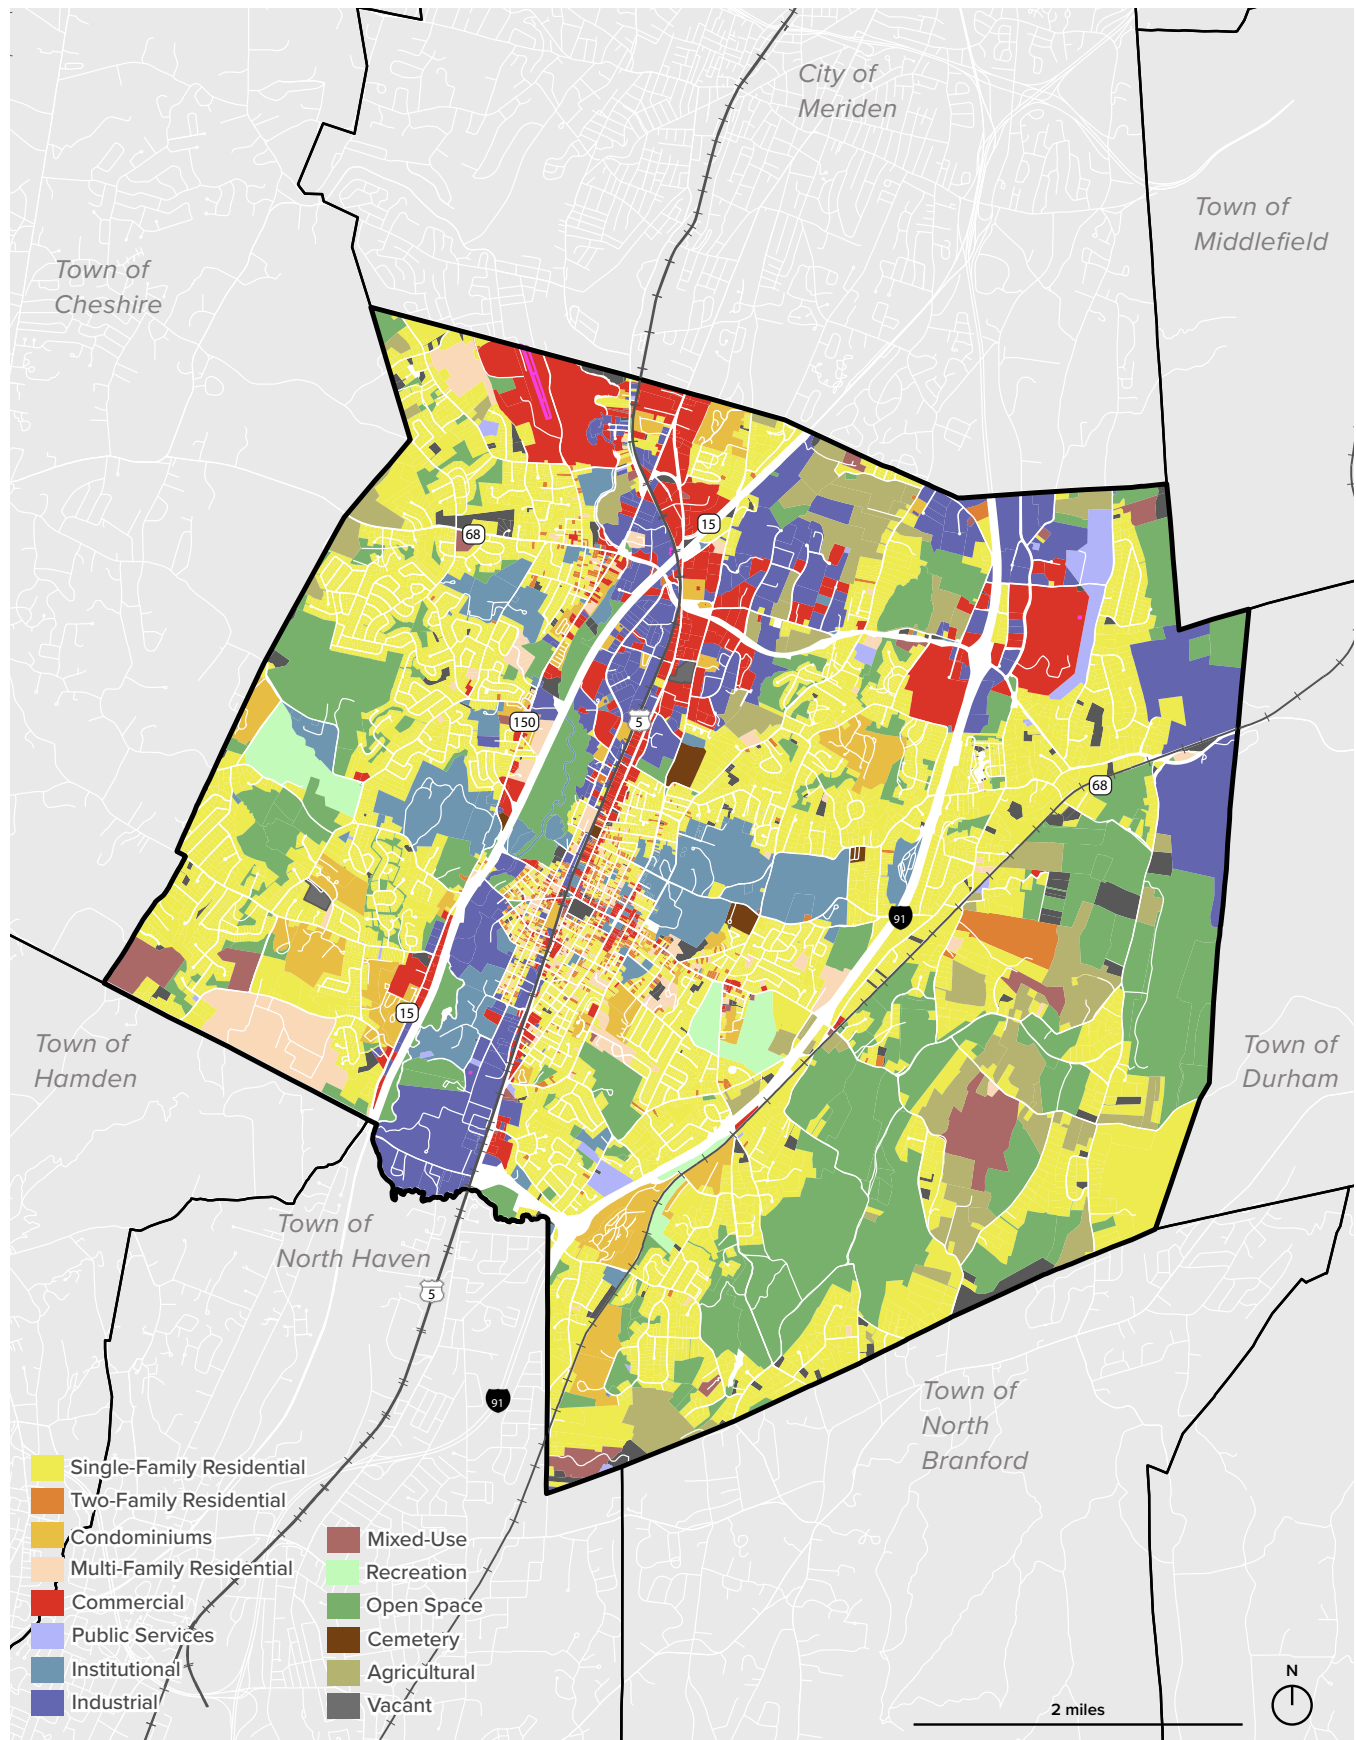 City of
Meriden
Town of
Middlefield
Town of
Cheshire
15
68
150
5
68
91
15
Town of
Hamden
Town of
Durham
Town of
North Haven
5
91
Town of
North
Branford
Single-Family Residential
Two-Family Residential
Condominiums
Multi-Family Residential
Commercial
Public Services
Institutional
Industrial
Mixed-Use
Recreation
Open Space
Cemetery
Agricultural
Vacant
2 miles
N